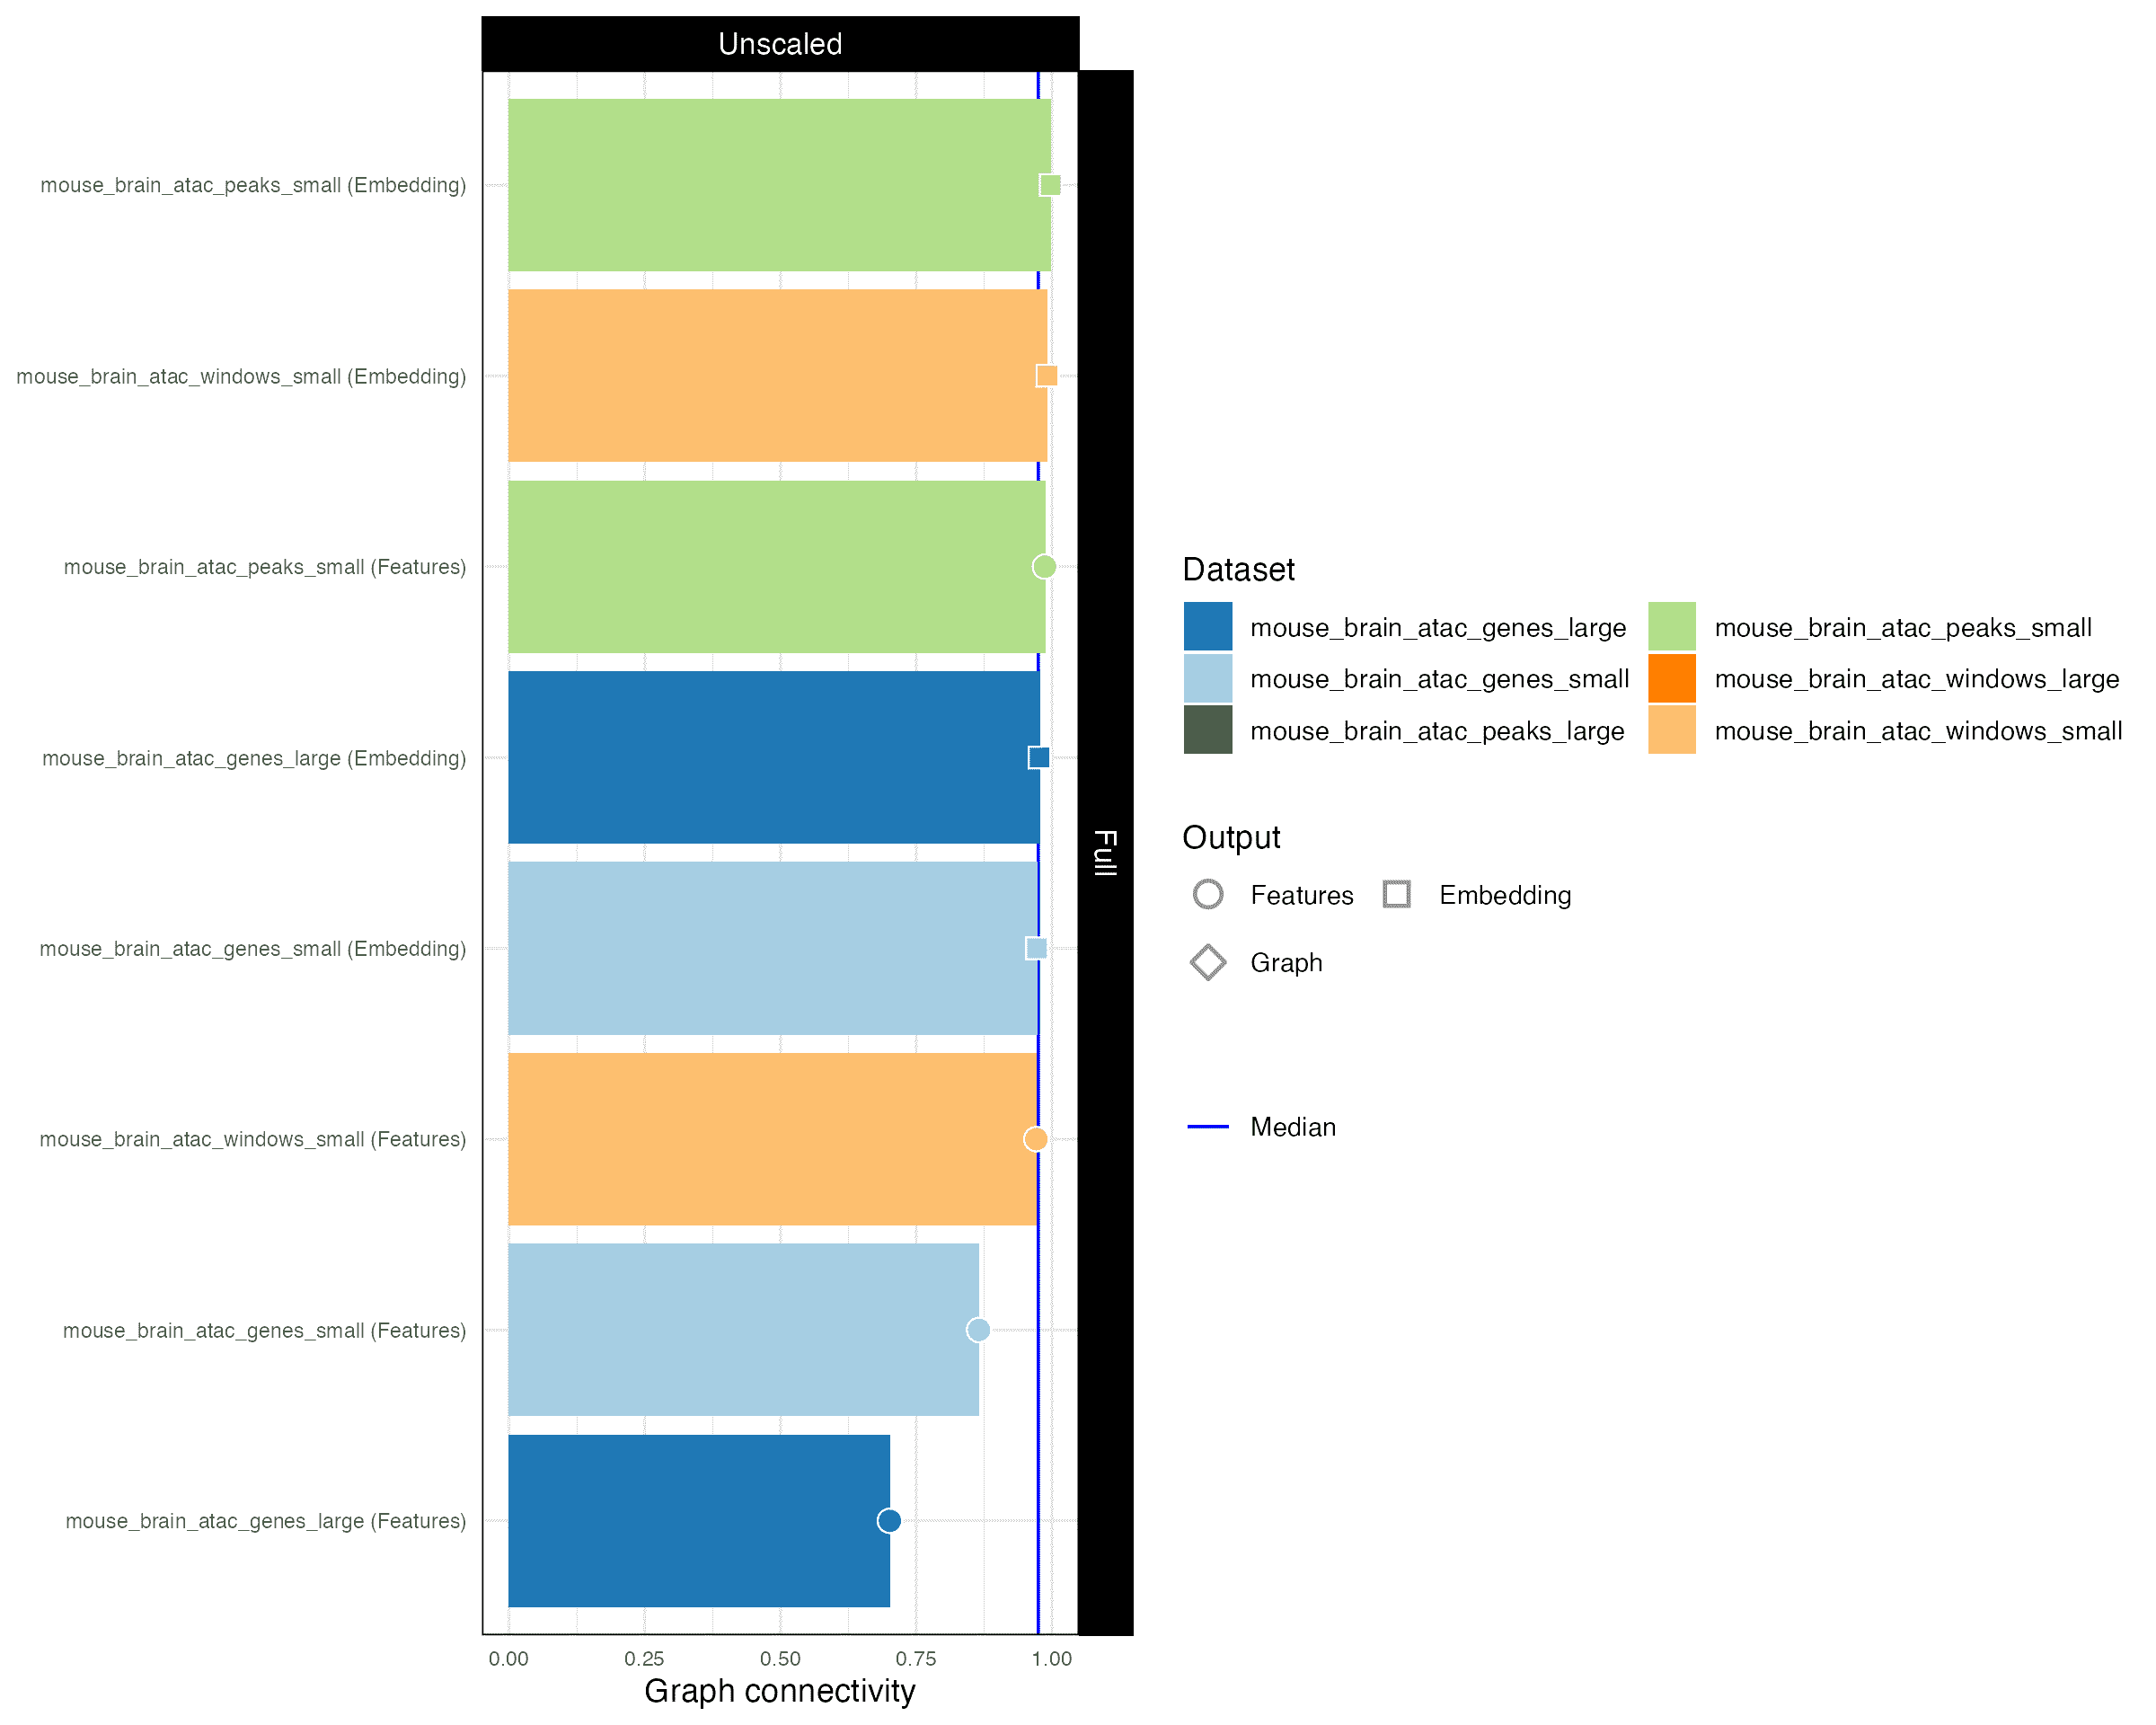 Unscaled
mouse_brain_atac_peaks_small (Embedding)
mouse_brain_atac_windows_small (Embedding)
mouse_brain_atac_peaks_small (Features)
mouse_brain_atac_genes_large (Embedding)
mouse_brain_atac_genes_small (Embedding)
mouse_brain_atac_windows_small (Features)
mouse_brain_atac_genes_small (Features)
mouse_brain_atac_genes_large (Features)
0.00 0.25 0.50 0.75 1.00
Graph connectivity
Full
Dataset
mouse_brain_atac_genes_large mouse_brain_atac_peaks_small
mouse_brain_atac_genes_small mouse_brain_atac_windows_large
mouse_brain_atac_peaks_large mouse_brain_atac_windows_small
Output
Features Embedding
Graph
Median